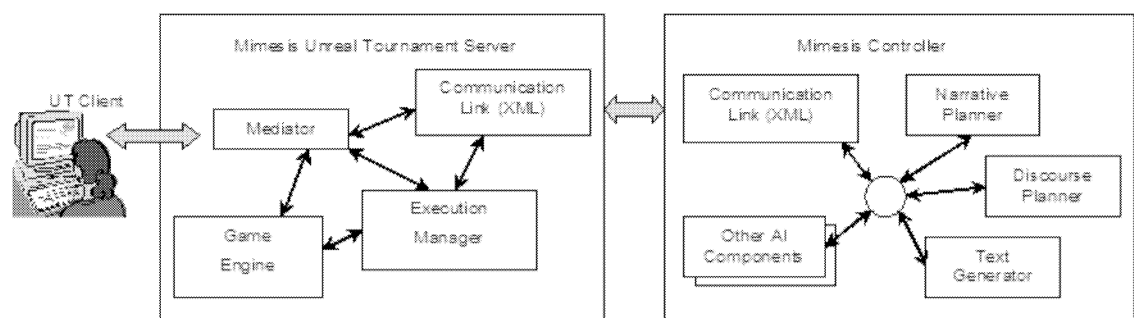 Mimesis Unreal Tournament Server
Mimesis Controller
UT Client
Mediator
Communication
Link (XML)
Game
Engine
Execution
Manager
Communication
Link (XML)
Narrative
Planner
Discourse
Planner
Other AI
Components
Text
Generator